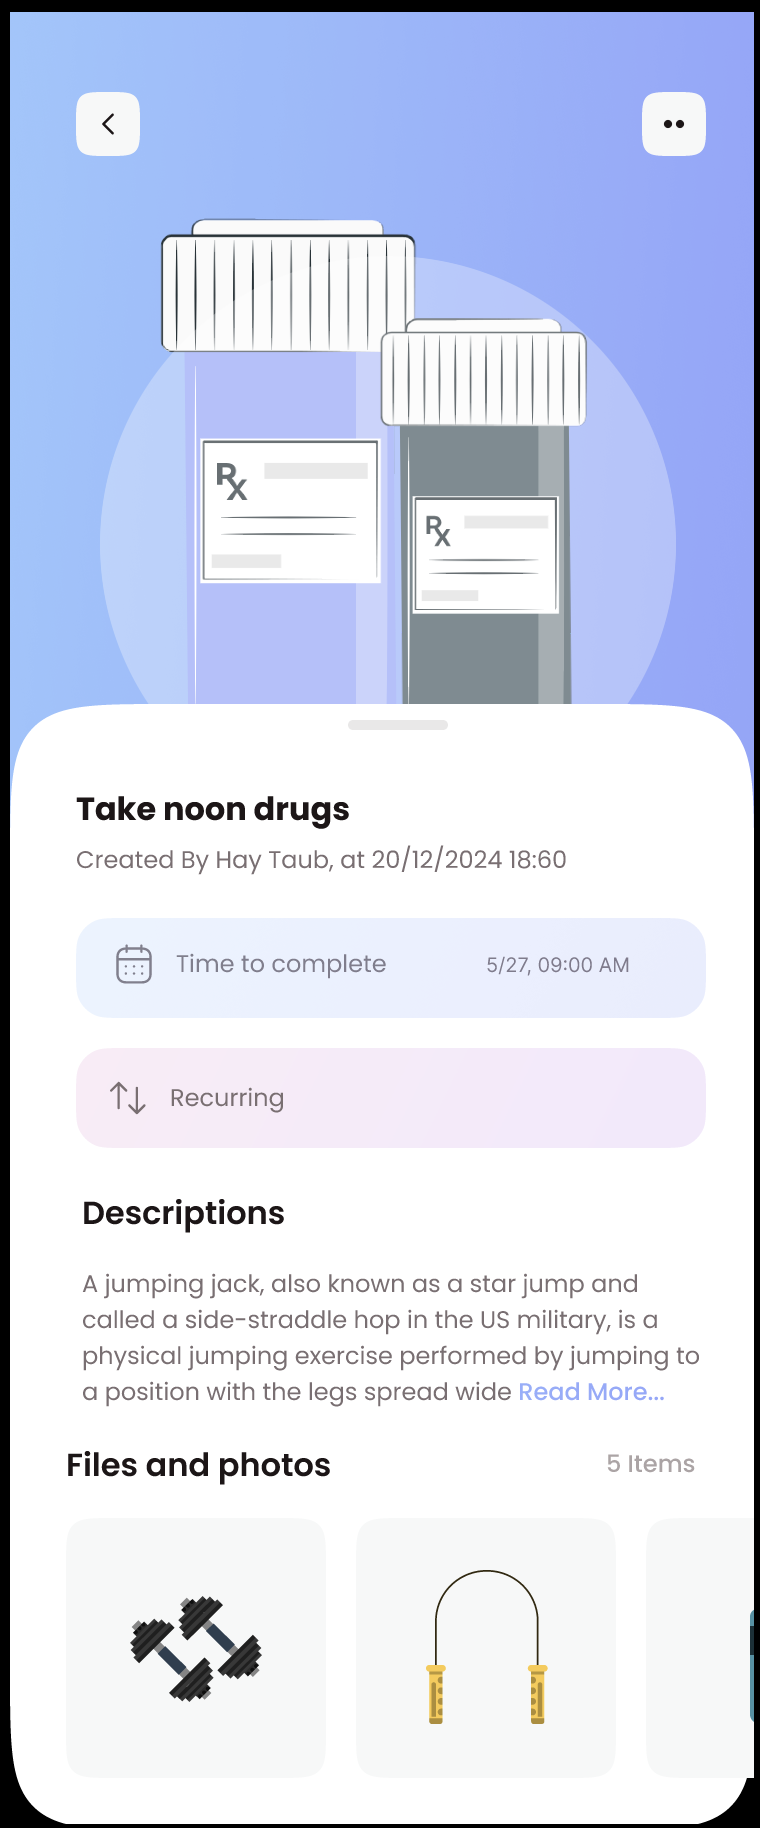 Rx
Rx
Take noon drugs
Created By Hay Taub, at 20/12/2024 18:60
Time to complete
5/27, 09:00 AM
Recurring
Descriptions
A jumping jack, also known as a star jump and
called a side-straddle hop in the US military, is a
physical jumping exercise performed by jumping to
a position with the legs spread wide Read More...
Files and photos
5 Items